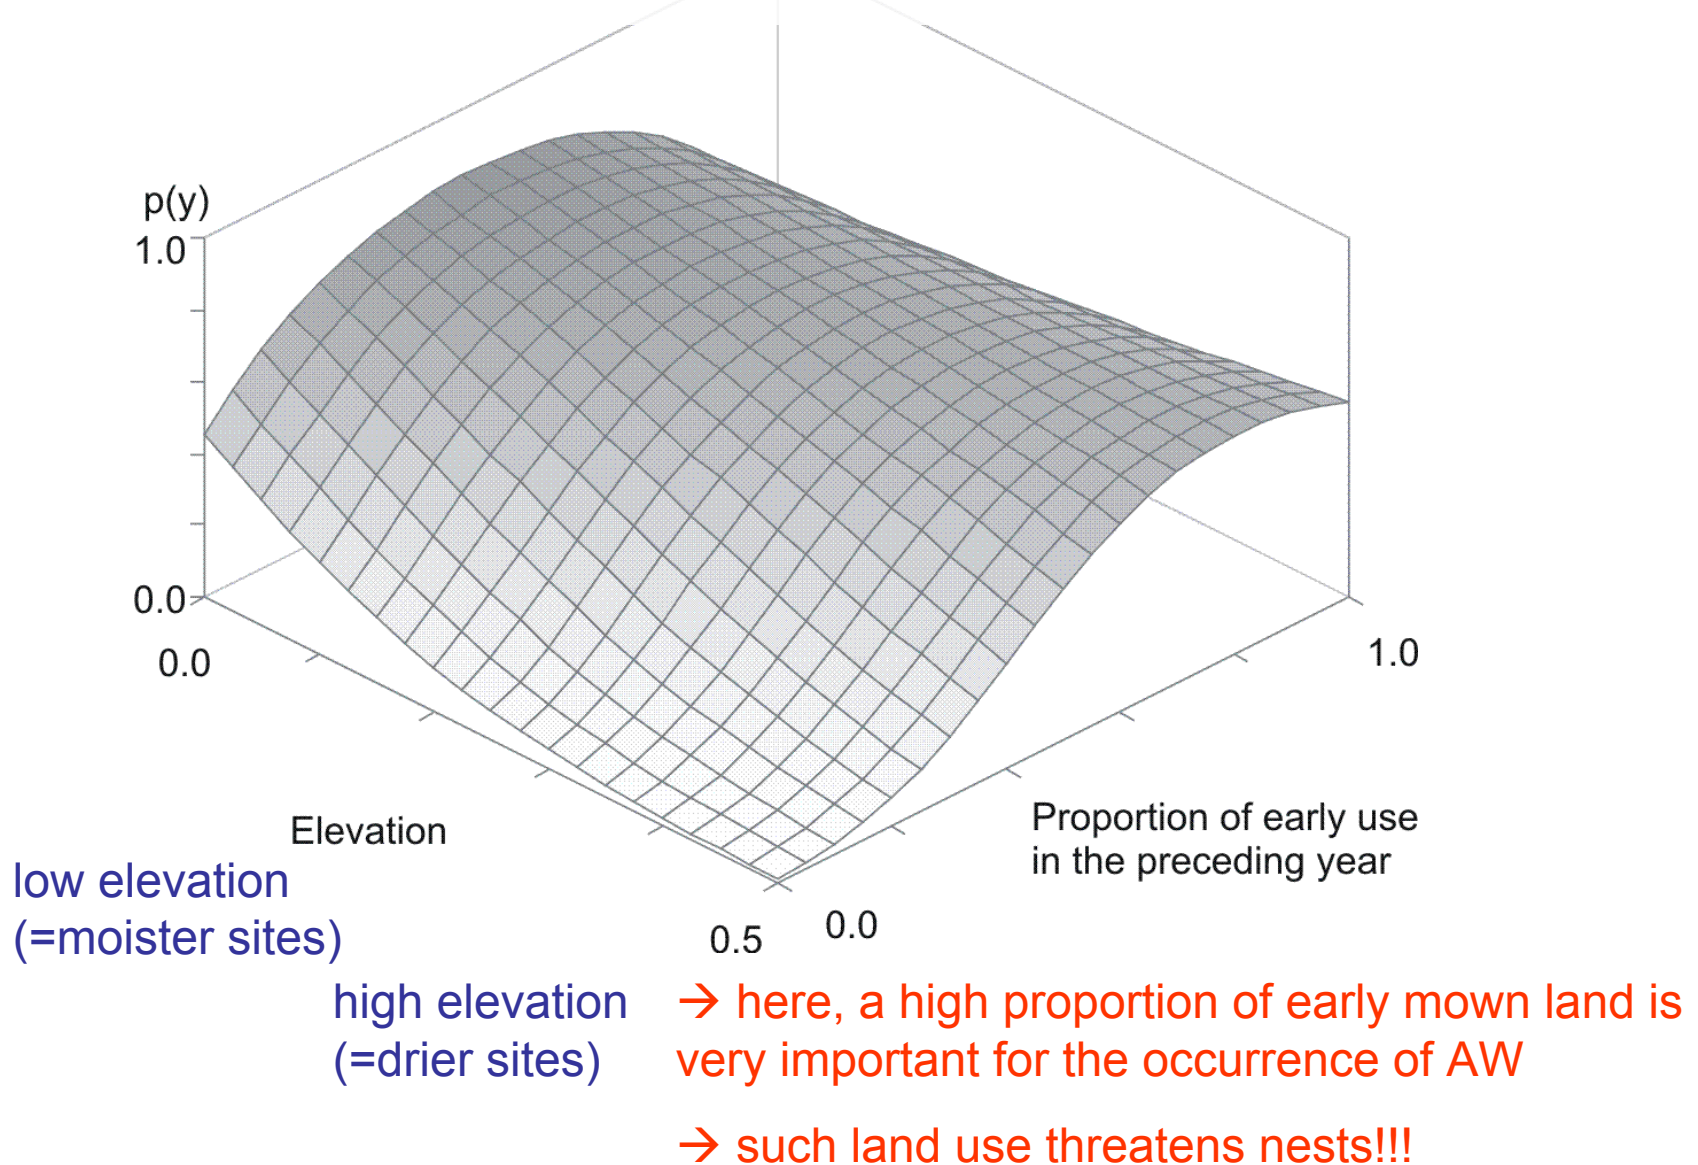 p(y)
1.0
0.0
0.0
1.0
Elevation
Proportion of early use
in the preceding year
low elevation
(=moister sites)
0.5
0.0
high elevation
(=drier sites)
→ here, a high proportion of early mown land is
very important for the occurrence of AW
→ such land use threatens nests!!!